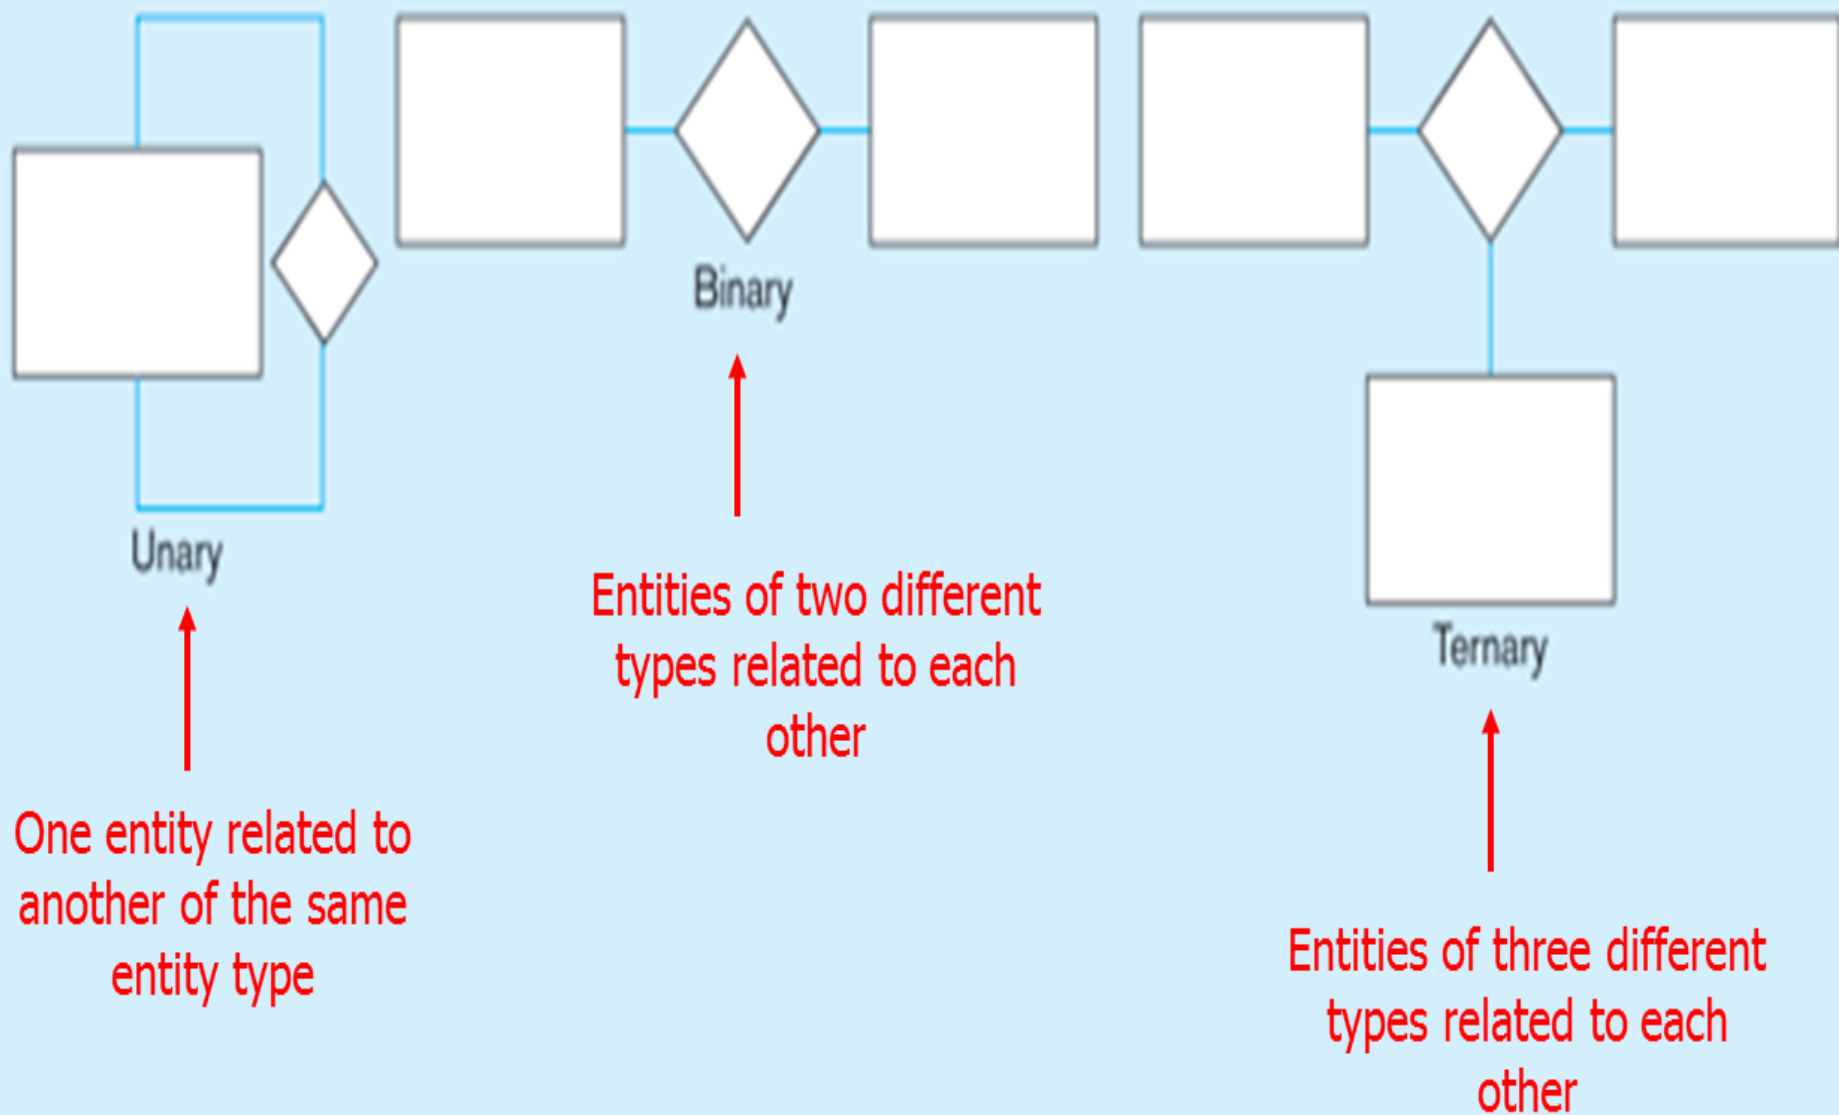 Unary
One entity related to
another of the same
entity type
Binary
Entities of two different
types related to each
other
Ternary
Entities of three different
types related to each
other